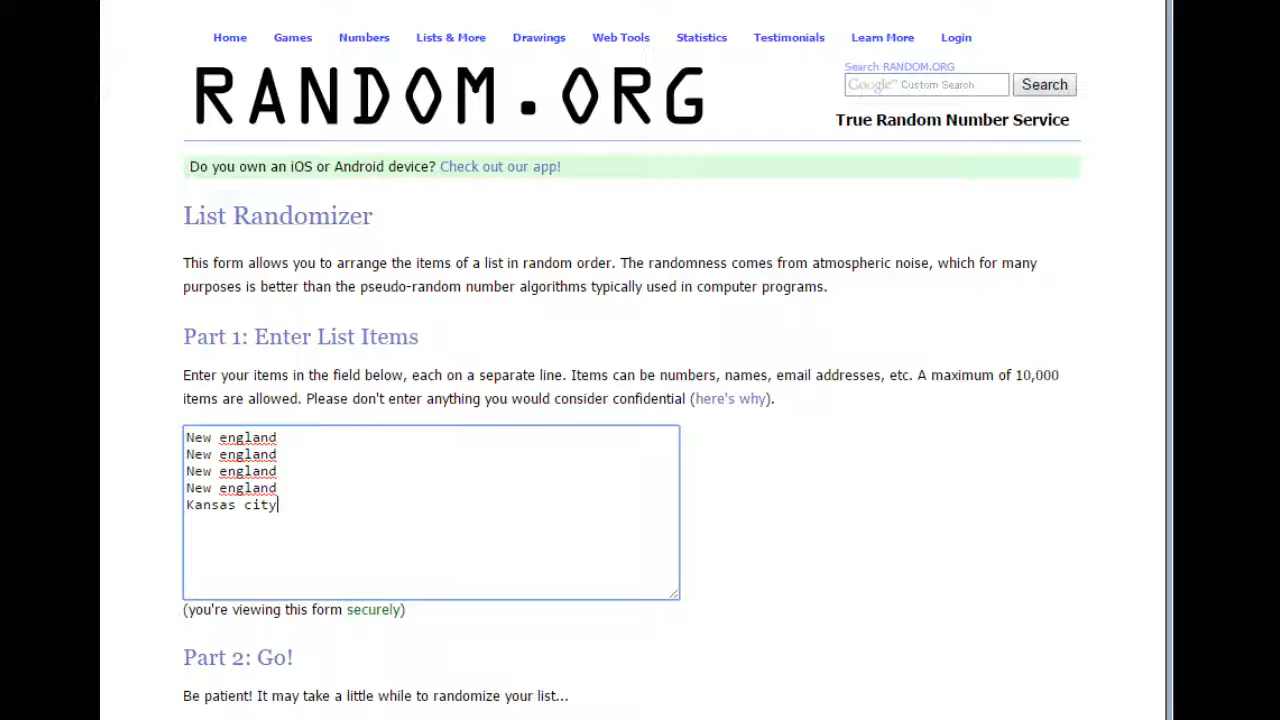 Home Games Numbers Lists & More Drawings Web Tools Statistics Testimonials Learn More Login
RANDOM.ORG
Search RANDOM.ORG
Google™ Custom Search Search
True Random Number Service
Do you own an iOS or Android device? Check out our app!
List Randomizer
This form allows you to arrange the items of a list in random order. The randomness comes from atmospheric noise, which for many
purposes is better than the pseudo-random number algorithms typically used in computer programs.
Part 1: Enter List Items
Enter your items in the field below, each on a separate line. Items can be numbers, names, email addresses, etc. A maximum of 10,000
items are allowed. Please don't enter anything you would consider confidential (here's why).
New england
New england
New england
New england
Kansas city
(you're viewing this form securely)
Part 2: Go!
Be patient! It may take a little while to randomize your list...